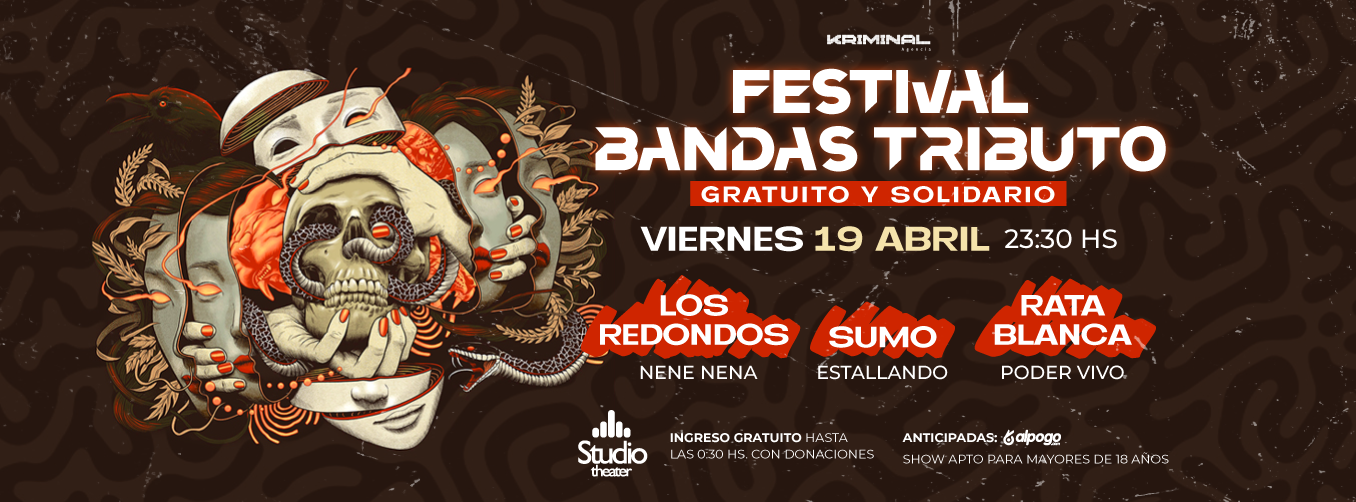 KRIMINAL
Agencia
FESTIVAL
BANDAS TRIBUTO
GRATUITO Y SOLIDARIO
VIERNES 19 ABRIL 23:30 HS
LOS
REDONDOS
NENE NENA
SUMO
ESTALLANDO
RATA
BLANCA
PODER VIVO
Studio
theater
INGRESO GRATUITO HASTA
LAS 0:30 HS. CON DONACIONES
ANTICIPADAS: alpogo
SHOW APTO PARA MAYORES DE 18 AÑOS